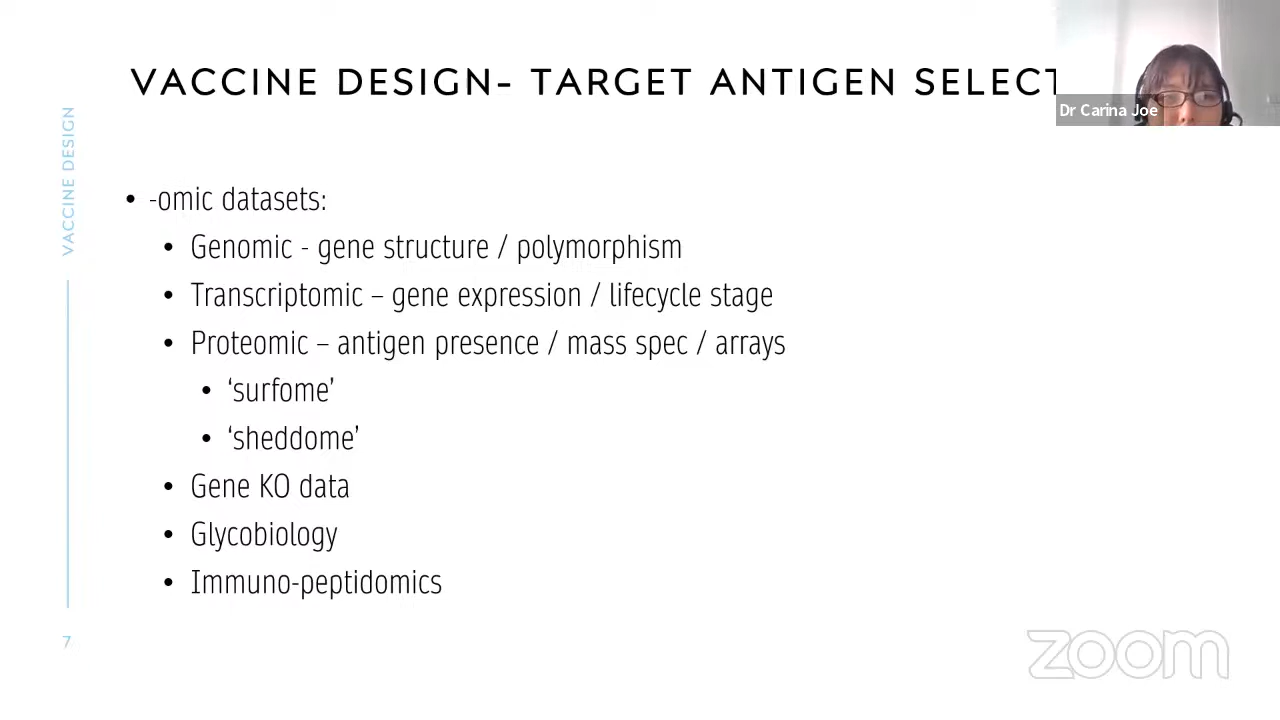 VACCINE DESIGN– TARGET ANTIGEN SELECT
Dr Carina Joe
VACCINE DESIGN
• -omic datasets:
• Genomic - gene structure / polymorphism
• Transcriptomic – gene expression / lifecycle stage
• Proteomic – antigen presence / mass spec / arrays
• ‘surfome’
• ‘sheddome’
• Gene KO data
• Glycobiology
• Immuno-peptidomics
7
zoom